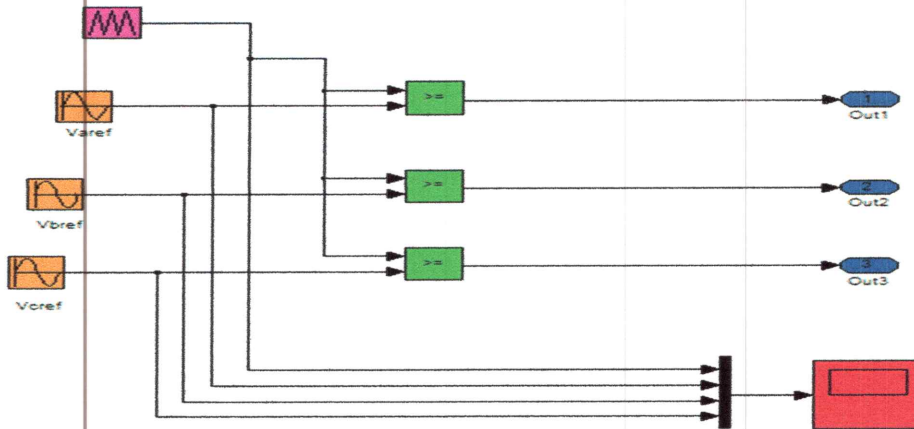 Varef
>=
1
Out1
Vbref
>=
2
Out2
Vcref
>=
3
Out3